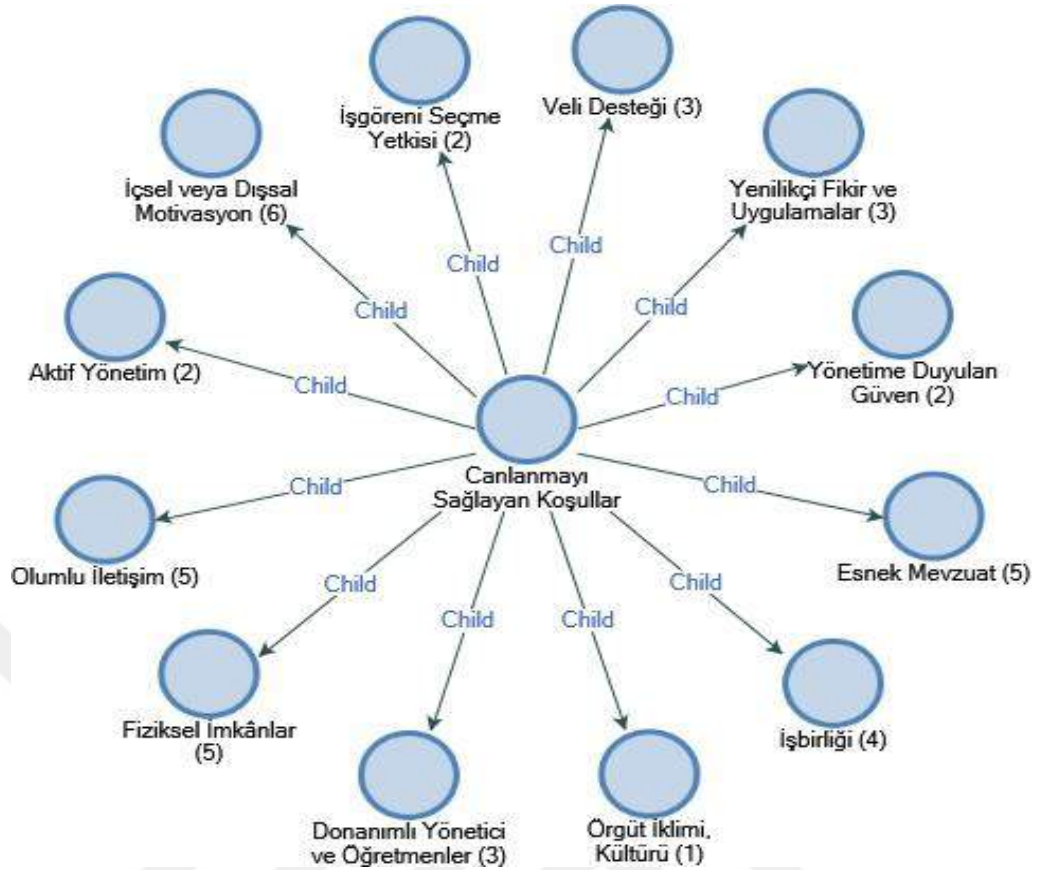 İşgöreni Seçme
Yetkisi (2)
Veli Desteği (3)
İçsel veya Dışsal
Motivasyon (6)
Yenilikçi Fikir ve
Uygulamalar (3)
Child
Child
Child
Child
Aktif Yönetim (2)
Yönetime Duyulan
Güven (2)
Child
Child
Canlanmayı
Sağlayan Koşullar
Child
Child
Olumlu İletişim (5)
Esnek Mevzuat (5)
Child
Child
Child
Child
Fiziksel İmkânlar
(5)
İşbirliği (4)
Donanımlı Yönetici
ve Öğretmenler (3)
Örgüt İklimi,
Kültürü (1)